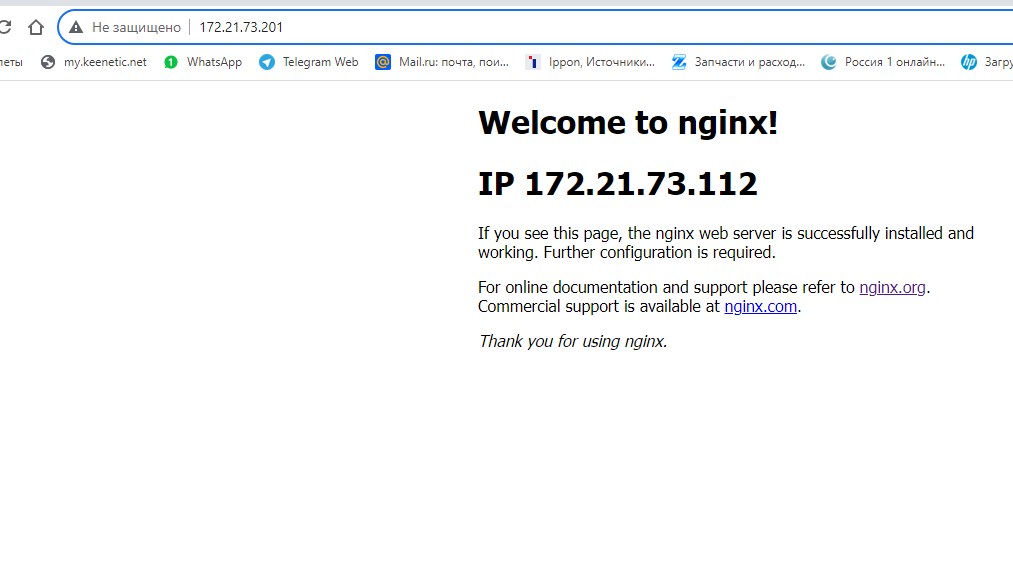 Не защищено 172.21.73.201
леты my.keenetic.net WhatsApp Telegram Web Mail.ru: почта, пои... Ippon, Источники... Запчасти и расход... Россия 1 онлайн... Загру
Welcome to nginx!
IP 172.21.73.112
If you see this page, the nginx web server is successfully installed and
working. Further configuration is required.
For online documentation and support please refer to nginx.org.
Commercial support is available at nginx.com.
Thank you for using nginx.